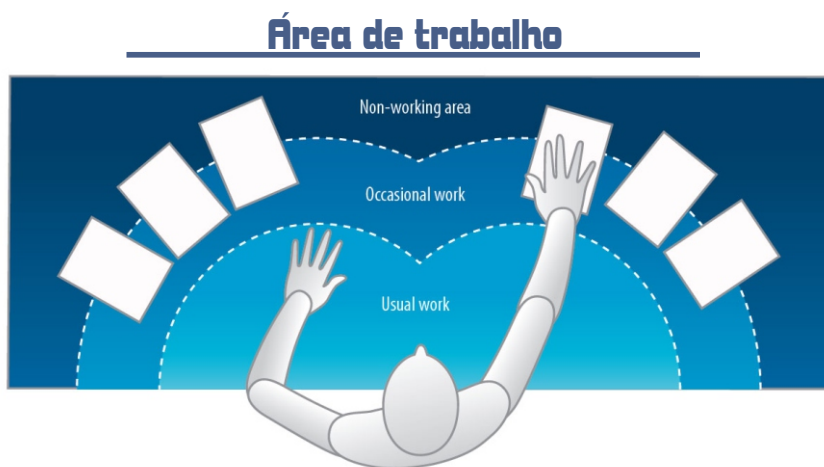 Área de trabalho
Non-working area
Occasional work
Usual work